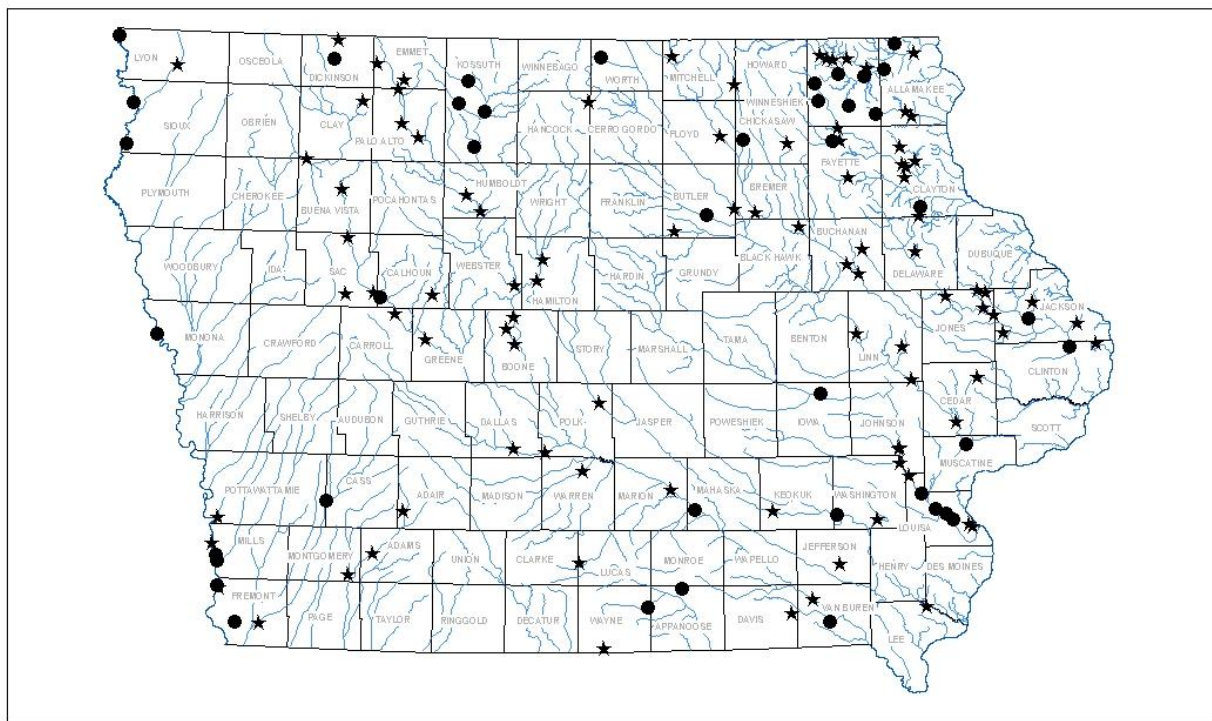 LYON
OSCEOLA
DICKINSON
EMMET
KOSSUTH
WINNEBAGO
WORTH
MITCHELL
HOWARD
WINNESHIEK
ALLAMAKEE
SIOUX
OBRIEN
CLAY
PALO ALTO
HANCOCK
CERRO GORDO
FLOYD
CHICKASAW
PLYMOUTH
CHEROKEE
BUENA VISTA
POCAHONTAS
HUMBOLDT
WRIGHT
FRANKLIN
BUTLER
BREMER
FAYETTE
CLAYTON
WOODBURY
IDA
SAC
CALHOUN
WEBSTER
HAMILTON
HARDIN
GRUNDY
BLACK HAWK
BUCHANAN
DELAWARE
DUBUQUE
MONONA
CRAWFORD
CARROLL
GREENE
BOONE
STORY
MARSHALL
TAMA
BENTON
LINN
JONES
JACKSON
CLINTON
HARRISON
SHELBY
AUDUBON
GUTHRIE
DALLAS
POLK
JASPER
POWESHIEK
IOWA
JOHNSON
CEDAR
SCOTT
MUSCATINE
POTTAWATTAMIE
CASS
ADAIR
MADISON
WARREN
MARION
MAHASKA
KEOKUK
WASHINGTON
LOUISA
MILLS
MONTGOMERY
ADAMS
UNION
CLARKE
LUCAS
MONROE
WAPELLO
JEFFERSON
HENRY
DES MOINES
FREMONT
PAGE
TAYLOR
RINGGOLD
DECATUR
WAYNE
APPANOOSE
DAVIS
VAN BUREN
LEE